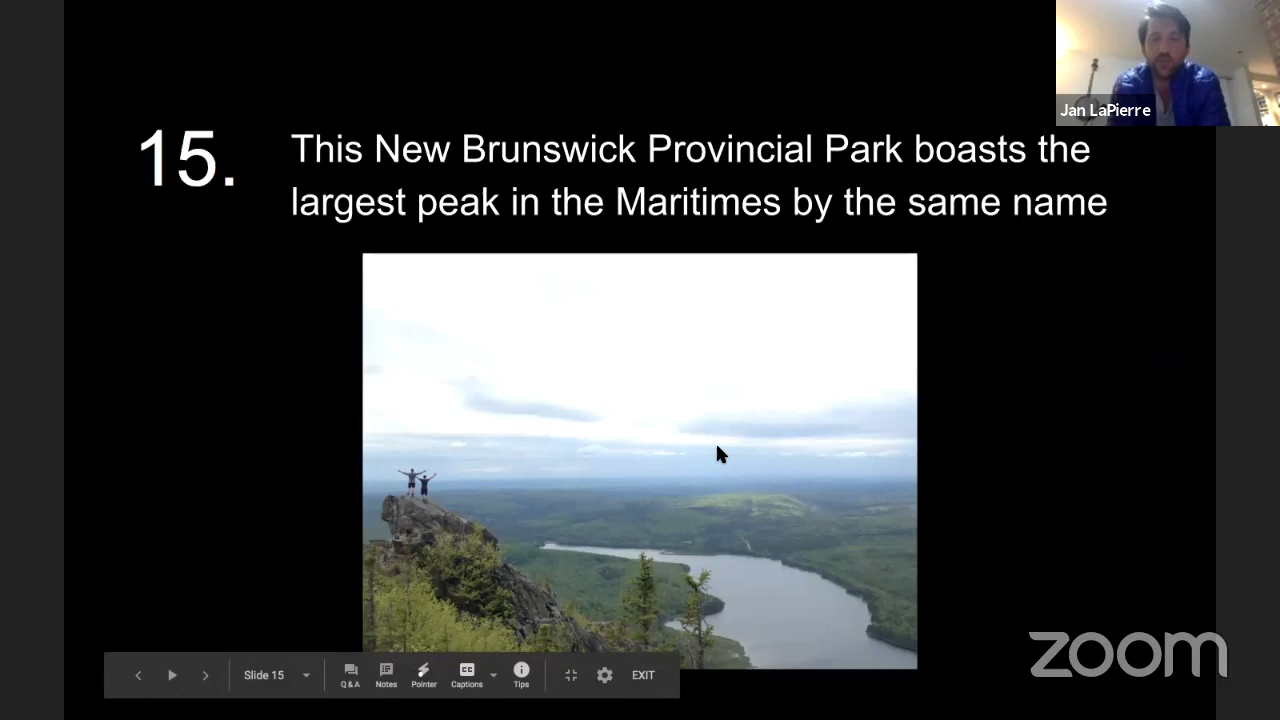 Jan LaPierre
15.
This New Brunswick Provincial Park boasts the
largest peak in the Maritimes by the same name
Slide 15
Q&A
Notes
Pointer
CC
Captions
Tips
EXIT
zoom